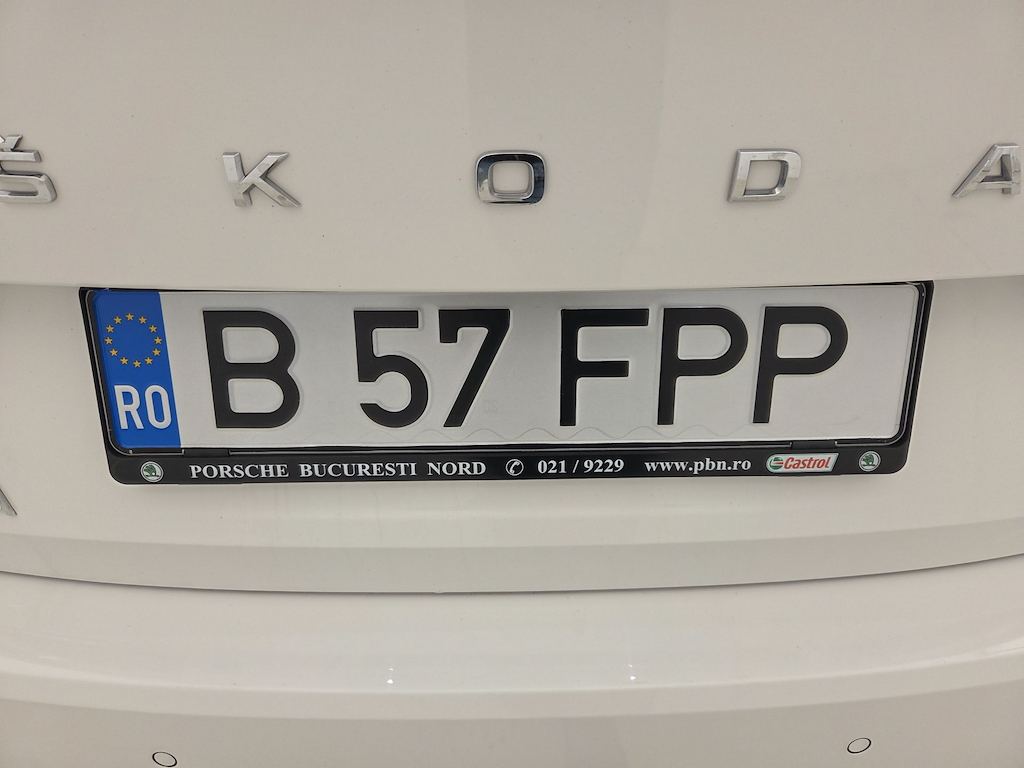 ŠKODA
RO B 57 FPP
PORSCHE BUCURESTI NORD ✆ 021 / 9229 www.pbn.ro Castrol